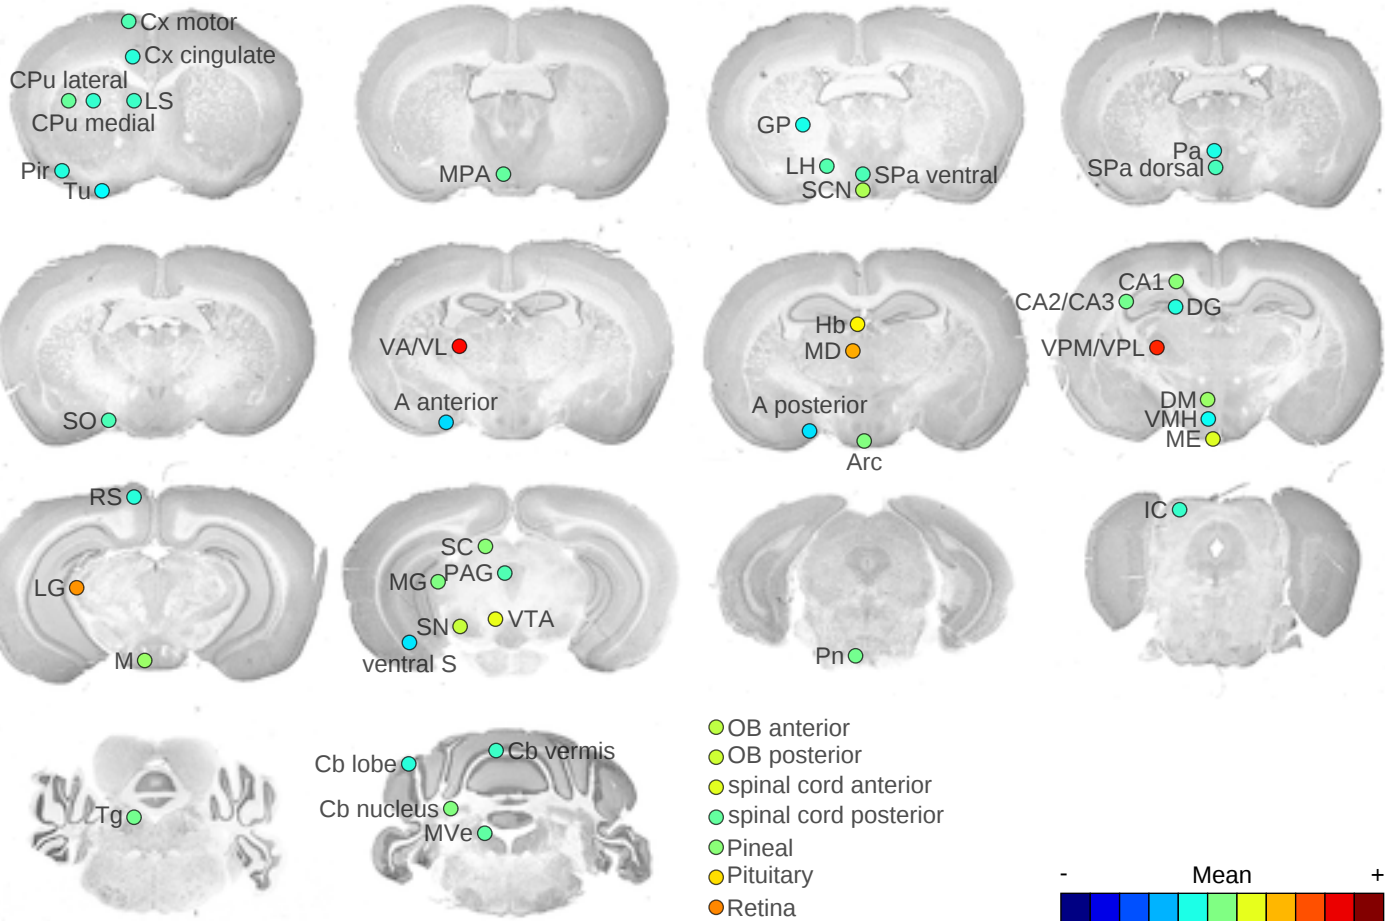 Cx motor
Cx cingulate
CPu lateral
LS
CPu medial
Pir
Tu
MPA
GP
LH
SPa ventral
SCN
Pa
SPa dorsal
SO
VA/VL
A anterior
Hb
MD
A posterior
Arc
CA1
CA2/CA3
DG
VPM/VPL
DM
VMH
ME
RS
LG
M
SC
MG
PAG
SN
VTA
ventral S
Pn
IC
Tg
Cb lobe
Cb vermis
Cb nucleus
MVe
OB anterior
OB posterior
spinal cord anterior
spinal cord posterior
Pineal
Pituitary
Retina
- Mean +